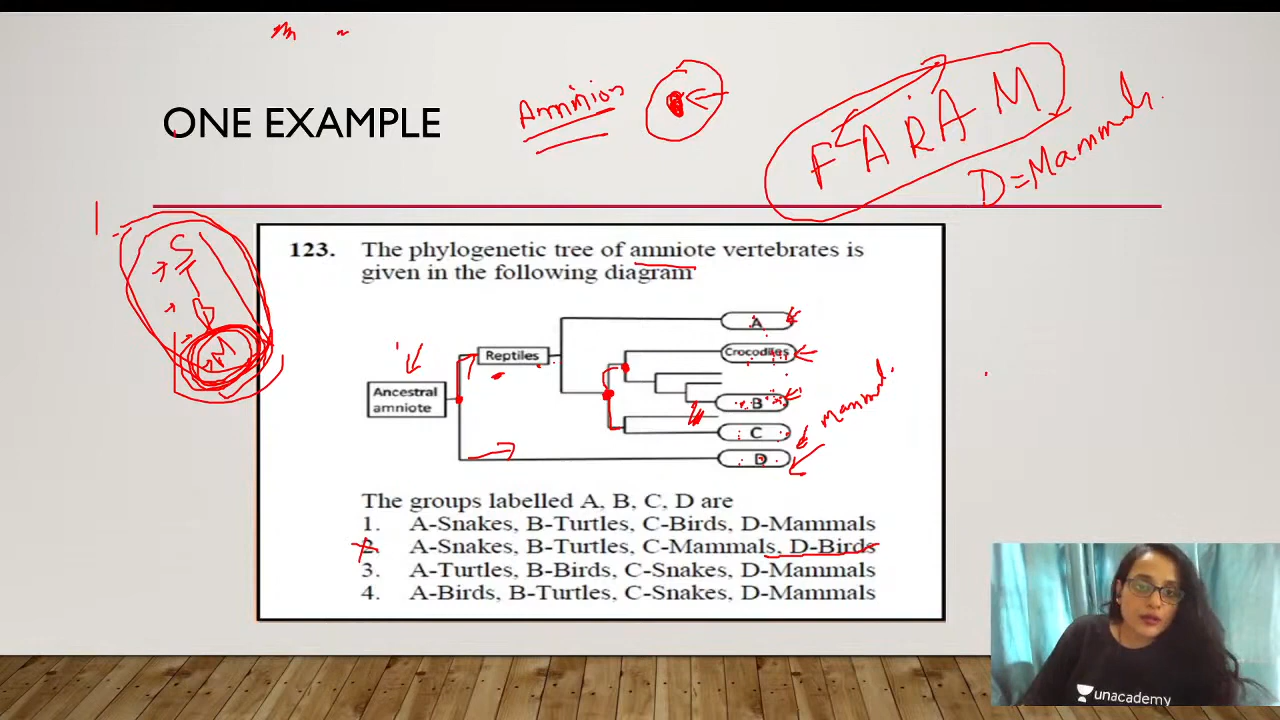 ONE EXAMPLE
Amnion
FARAM
D=Mammals.
1.
S
T
b
M
123. The phylogenetic tree of amniote vertebrates is
given in the following diagram
A
Reptiles
Crocodiles
Ancestral
amniote
B
mammal.
C
D
The groups labelled A, B, C, D are
1. A-Snakes, B-Turtles, C-Birds, D-Mammals
2. A-Snakes, B-Turtles, C-Mammals, D-Birds
3. A-Turtles, B-Birds, C-Snakes, D-Mammals
4. A-Birds, B-Turtles, C-Snakes, D-Mammals
unacademy